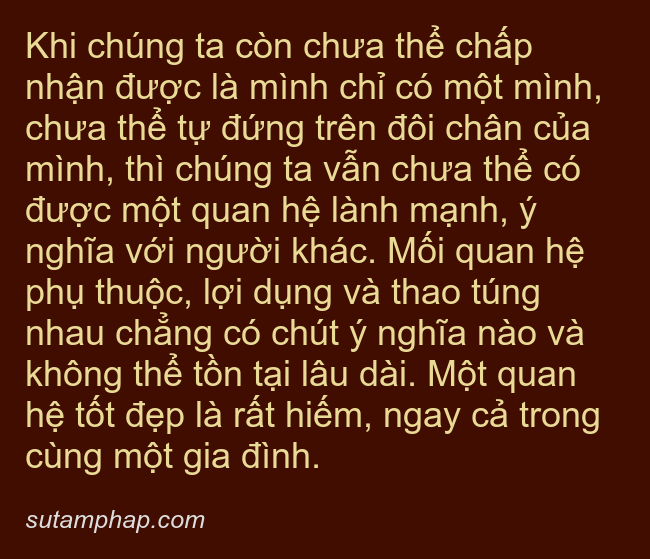 Khi chúng ta còn chưa thể chấp
nhận được là mình chỉ có một mình,
chưa thể tự đứng trên đôi chân của
mình, thì chúng ta vẫn chưa thể có
được một quan hệ lành mạnh, ý
nghĩa với người khác. Mối quan hệ
phụ thuộc, lợi dụng và thao túng
nhau chẳng có chút ý nghĩa nào và
không thể tồn tại lâu dài. Một quan
hệ tốt đẹp là rất hiếm, ngay cả trong
cùng một gia đình.
sutamphap.com